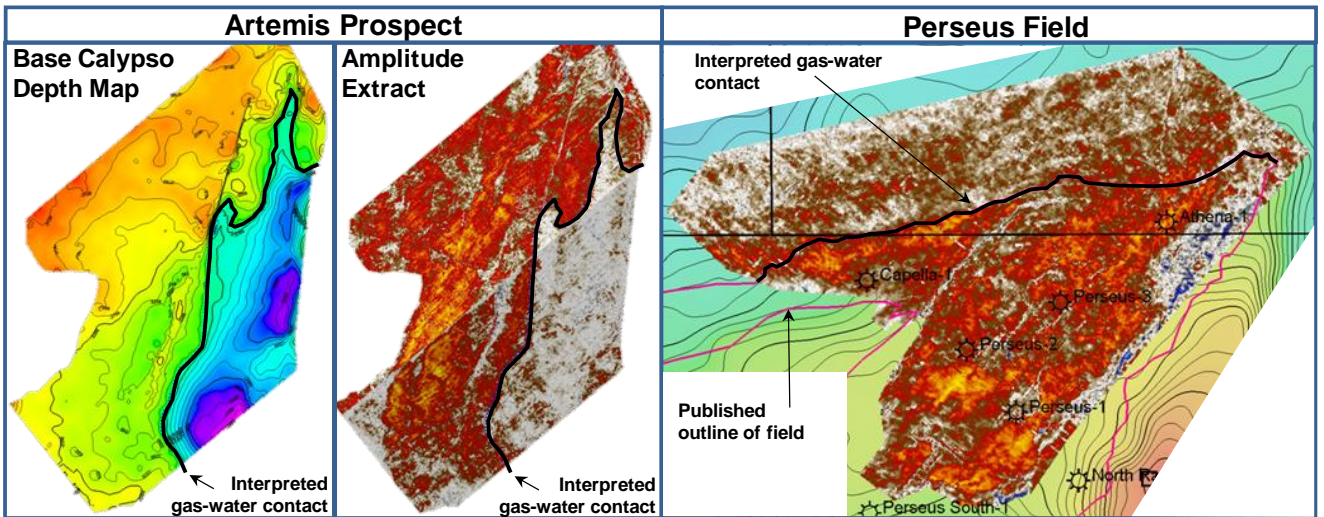 Artemis Prospect
Perseus Field
Base Calypso
Depth Map
Amplitude
Extract
Interpreted gas-water
contact
Athena-1
Capella-1
Perseus-3
Perseus-2
Published
outline of field
Perseus-1
North
Perseus South-1
Interpreted
gas-water contact
Interpreted
gas-water contact